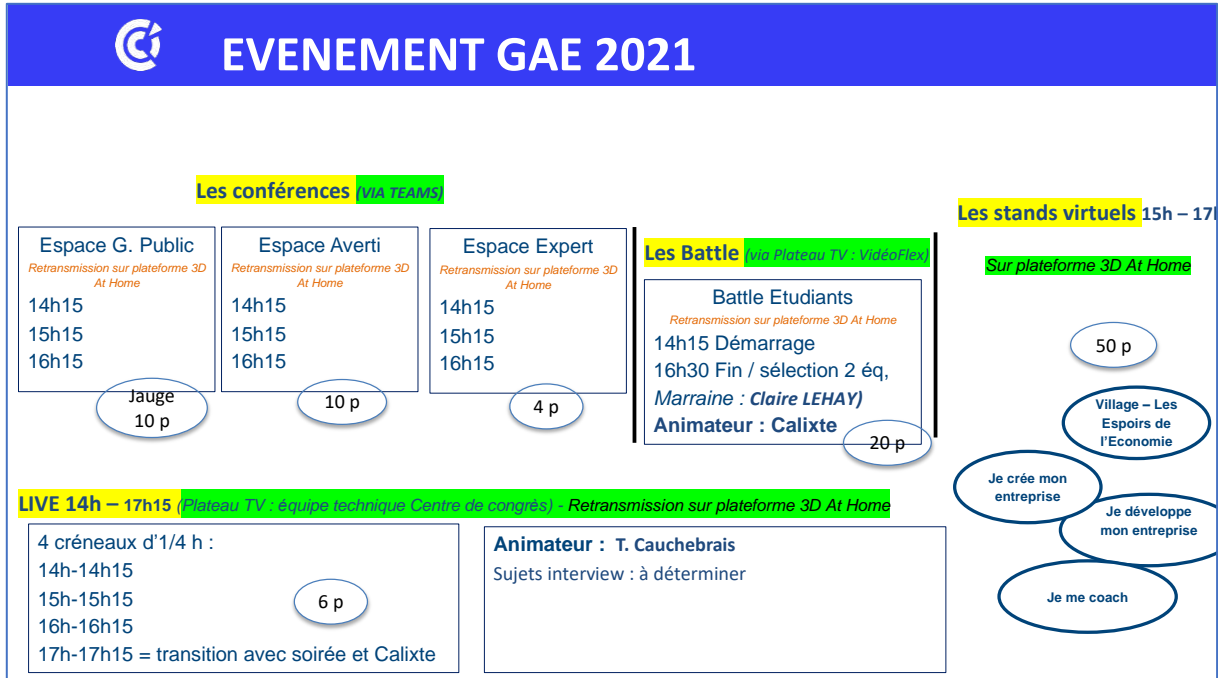 EVENEMENT GAE 2021
Les conférences (VIA TEAMS)
Espace G. Public
Retransmission sur plateforme 3D
At Home
14h15
15h15
16h15
Jauge
10 p
Espace Averti
Retransmission sur plateforme 3D
At Home
14h15
15h15
16h15
10 p
Espace Expert
Retransmission sur plateforme 3D
At Home
14h15
15h15
16h15
4 p
Les Battle (via Plateau TV : VidéoFlex)
Battle Etudiants
Retransmission sur plateforme 3D At Home
14h15 Démarrage
16h30 Fin / sélection 2 éq,
Marraine : Claire LEHAY)
Animateur : Calixte
20 p
Les stands virtuels 15h – 17h
Sur plateforme 3D At Home
50 p
Village – Les
Espoirs de
l'Economie
Je crée mon
entreprise
Je développe
mon entreprise
Je me coach
LIVE 14h – 17h15 (Plateau TV : équipe technique Centre de congrès) - Retransmission sur plateforme 3D At Home
4 créneaux d'1/4 h :
14h-14h15
15h-15h15
16h-16h15
17h-17h15 = transition avec soirée et Calixte
6 p
Animateur : T. Cauchebrais
Sujets interview : à déterminer